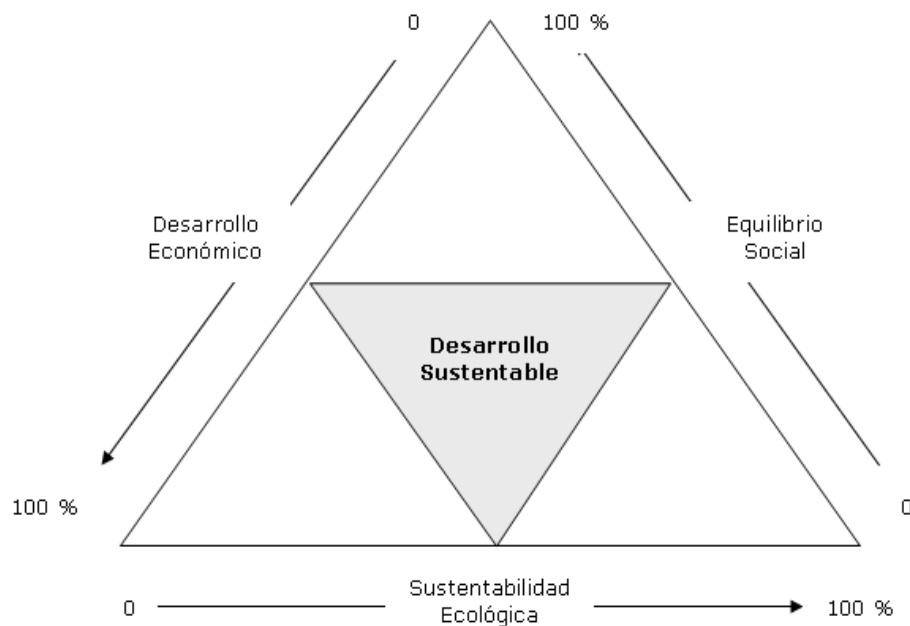 0
100 %
Desarrollo
Económico
Equilibrio
Social
Desarrollo
Sustentable
100 %
0
0
Sustentabilidad
Ecológica
100 %